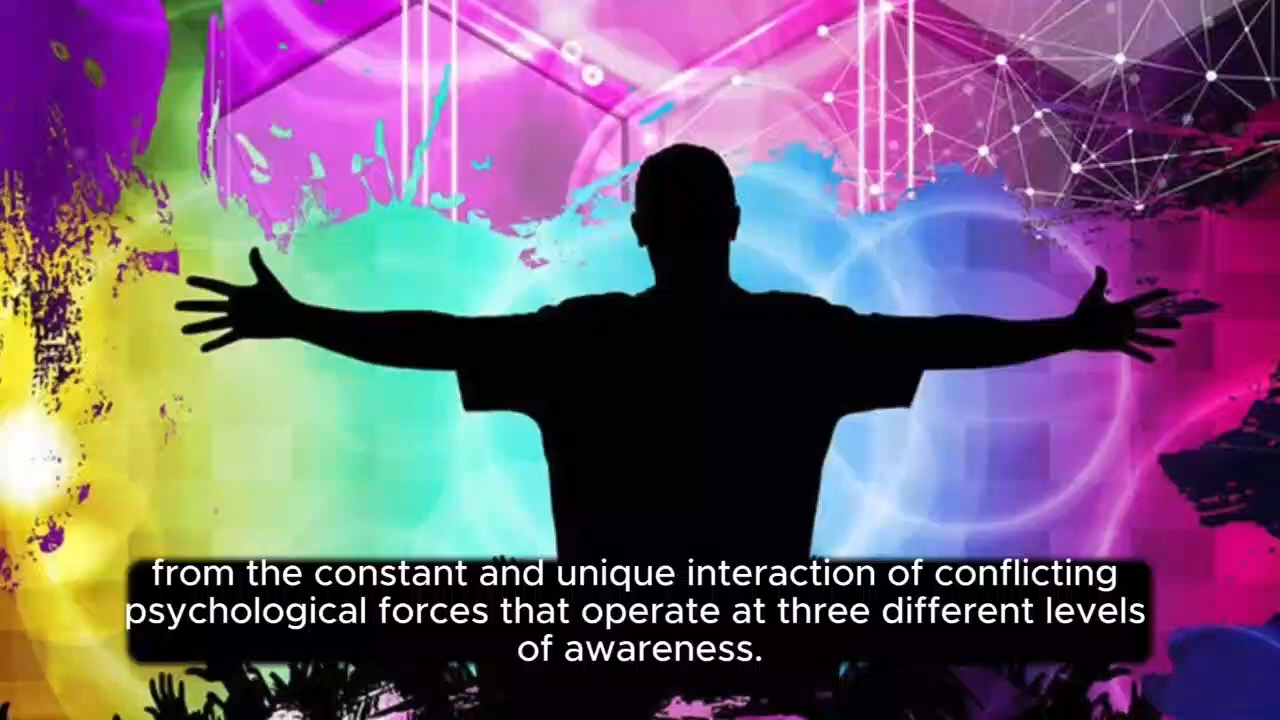 from the constant and unique interaction of conflicting
psychological forces that operate at three different levels
of awareness.